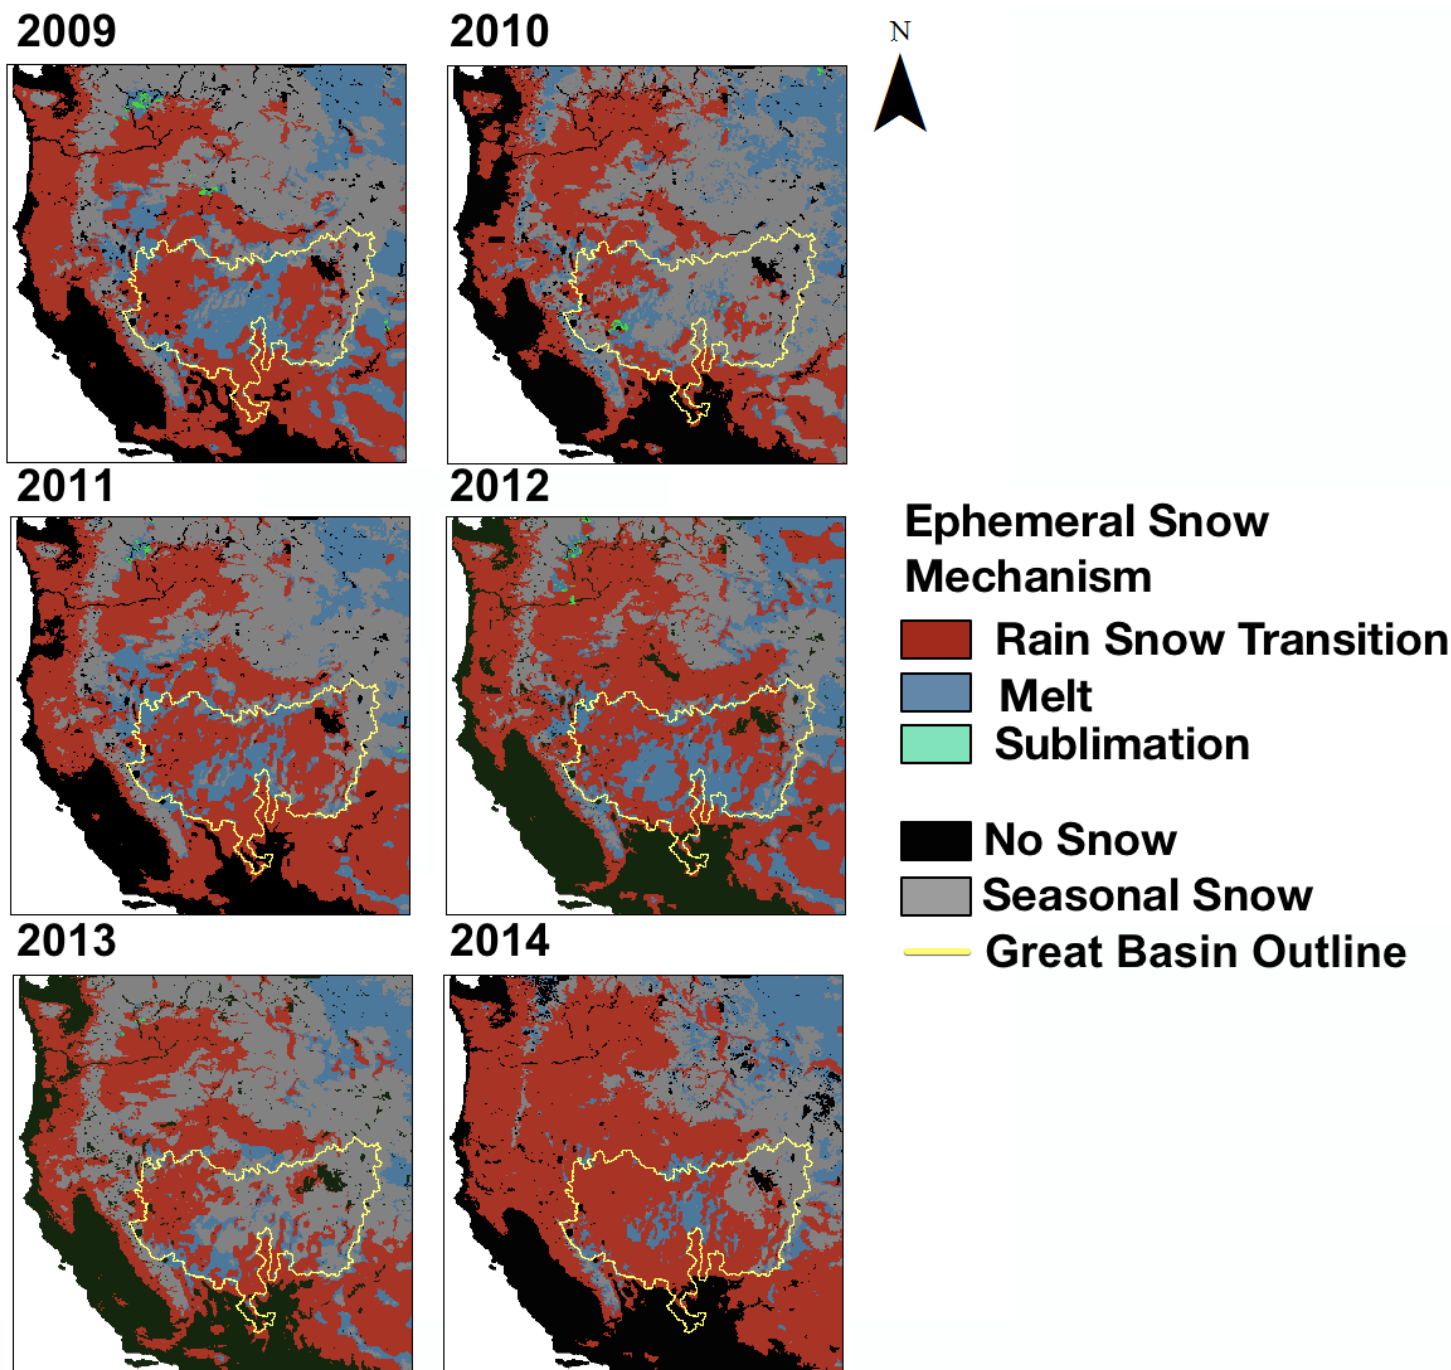 2009
2010
N
2011
2012
Ephemeral Snow
Mechanism
Rain Snow Transition
Melt
Sublimation
No Snow
Seasonal Snow
Great Basin Outline
2013
2014